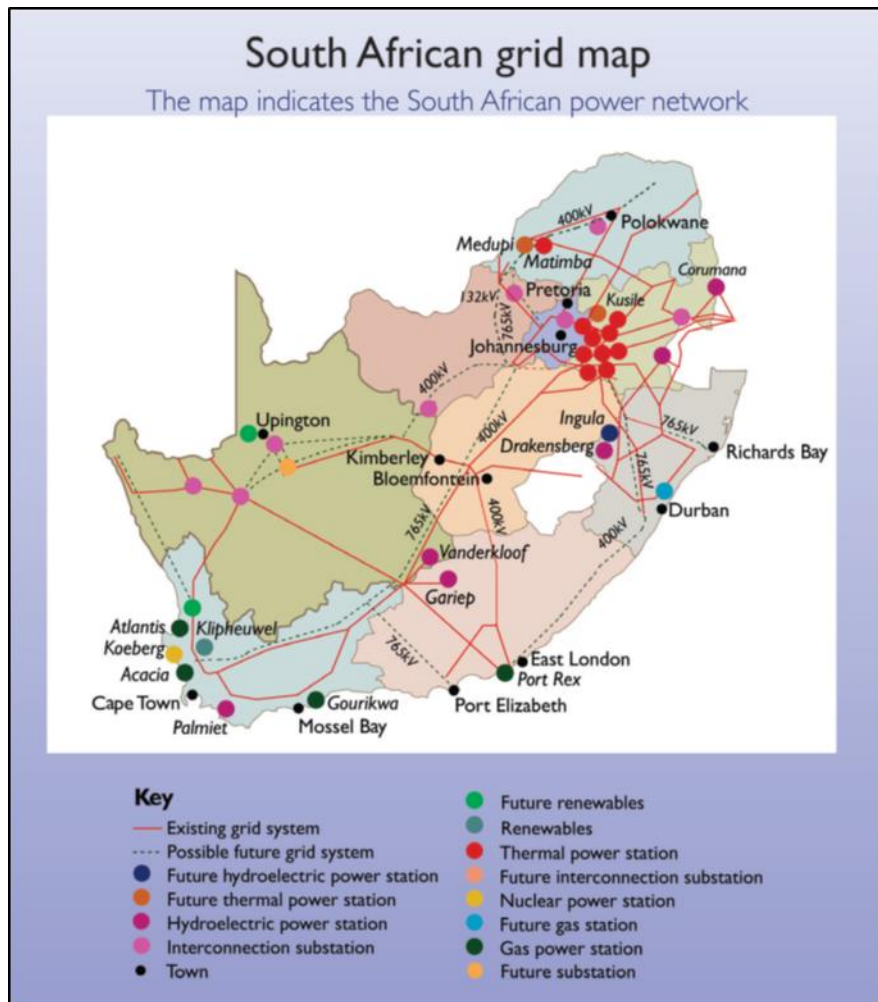 South African grid map
The map indicates the South African power network
400kV
Polokwane
Medupi
Matimba
Corumana
132kV
Pretoria
Kusile
765kV
Johannesburg
400kV
Upington
400kV
Ingula
765kV
Drakensberg
Richards Bay
Kimberley
Bloemfontein
765kV
Durban
765kV
400kV
400kV
Vanderkloof
Gariep
Atlantis
Klipheuwel
Koeberg
765kV
East London
Acacia
Port Rex
Cape Town
Gourikwa
Port Elizabeth
Palmiet
Mossel Bay
Key
Existing grid system
Possible future grid system
Future hydroelectric power station
Future thermal power station
Hydroelectric power station
Interconnection substation
Town
Future renewables
Renewables
Thermal power station
Future interconnection substation
Nuclear power station
Future gas station
Gas power station
Future substation